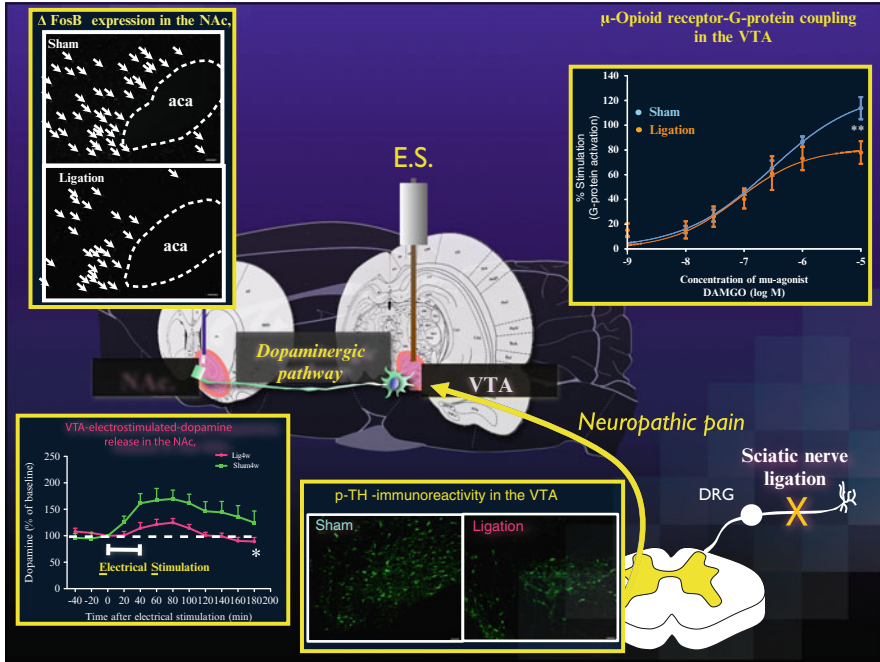 Δ FosB expression in the NAc,
Sham
aca
Ligation
aca
μ-Opioid receptor-G-protein coupling
in the VTA
% Stimulation
(G-protein activation)
140
120
100
80
60
40
20
0
Sham
Ligation
**
-9
-8
-7
-6
-5
Concentration of mu-agonist
DAMGO (log M)
E.S.
Dopaminergic
pathway
NAc.
VTA
Neuropathic pain
Sciatic nerve
ligation
DRG
X
VTA-electrostimulated-dopamine
release in the NAc,
Dopamine (% of baseline)
250
200
150
100
50
0
Lig4w
Sham4w
*
Electrical Stimulation
-40 -20 0 20 40 60 80 100 120 140 160 180 200
Time after electrical stimulation (min)
p-TH -immunoreactivity in the VTA
Sham
Ligation